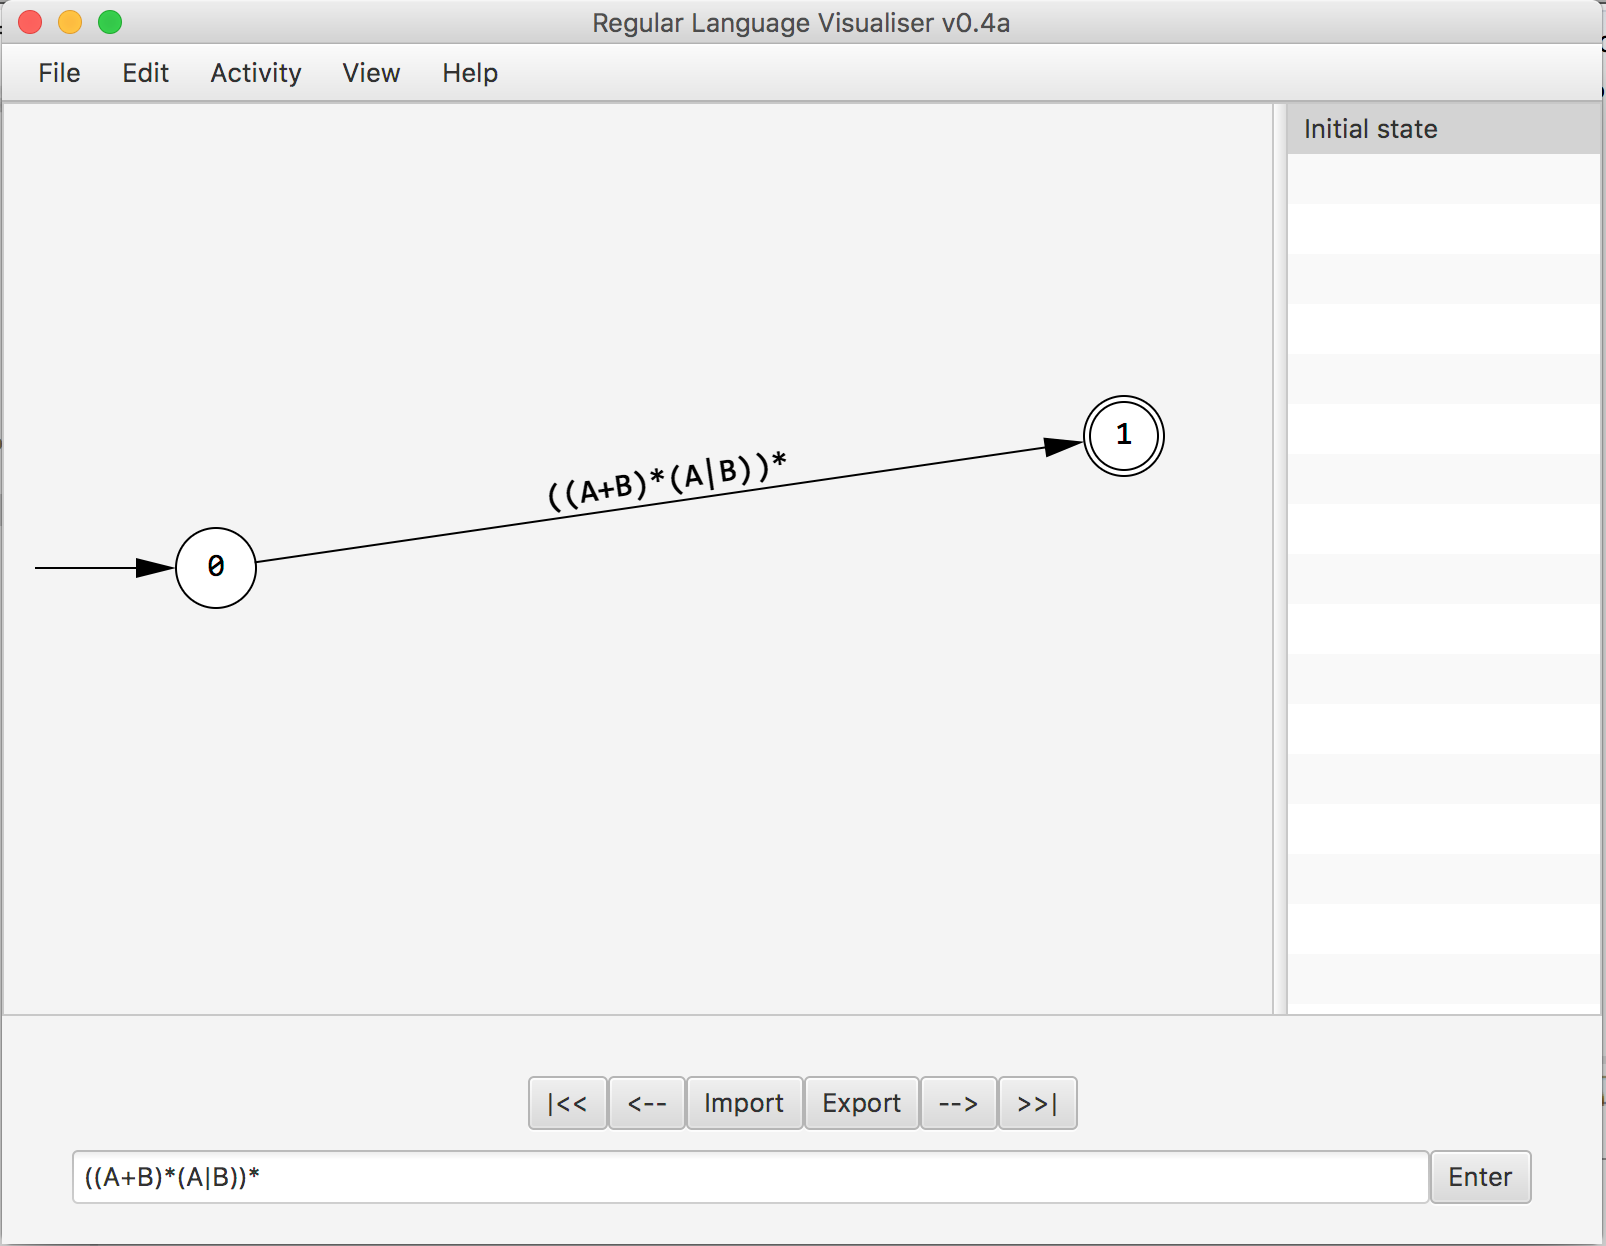 Regular Language Visualiser v0.4a
File Edit Activity View Help
Initial state
((A+B)*(A|B))*
0
1
|<< <-- Import Export --> >>|
((A+B)*(A|B))* Enter